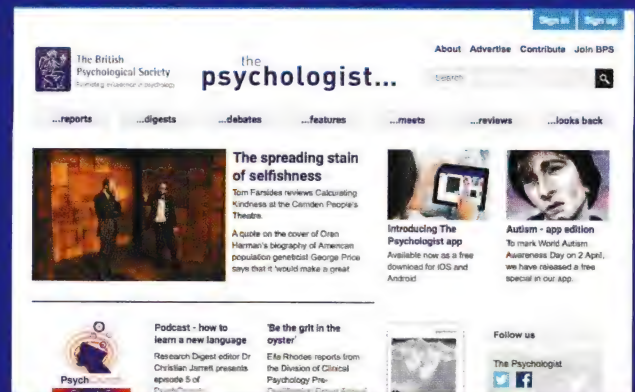 Sign in Sign up
The British
Psychological Society
the
psychologist...
About Advertise Contribute Join BPS
Search
...reports ...digests ...debates ...features ...meets ...reviews ...looks back
The spreading stain
of selfishness
Tom Farsides reviews Calculating
Kindness at the Camden People's
Theatre.
A quote on the cover of Oren
Harman's biography of American
population geneticist George Price
says that it 'would make a great
Introducing The
Psychologist app
Available now as a free
download for iOS and
Android
Autism - app edition
To mark World Autism
Awareness Day on 2 April,
we have released a free
special in our app.
Psych
Podcast - how to
learn a new language
Research Digest editor Dr
Christian Jarrett presents
episode 5 of
'Be the grit in the
oyster'
Ella Rhodes reports from
the Division of Clinical
Psychology Pre-
Follow us
The Psychologist